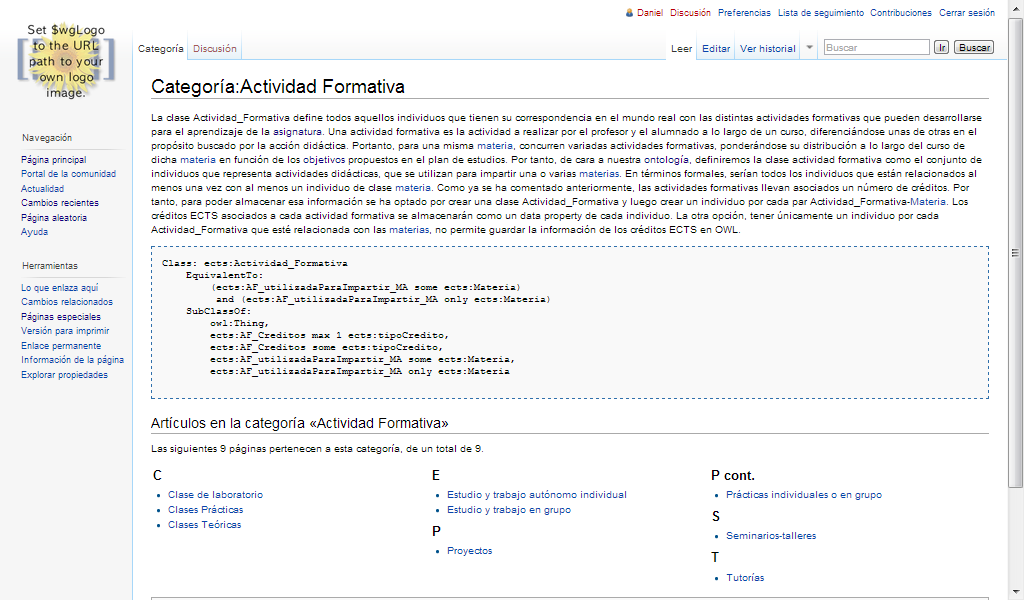 Daniel Discusión Preferencias Lista de seguimiento Contribuciones Cerrar sesión
Set $wgLogo
to the URL
path to your
own logo
image.
Categoría Discusión Leer Editar Ver historial Buscar Ir Buscar
Categoría:Actividad Formativa
La clase Actividad_Formativa define todos aquellos individuos que tienen su correspondencia en el mundo real con las distintas actividades formativas que pueden desarrollarse
para el aprendizaje de la asignatura. Una actividad formativa es la actividad a realizar por el profesor y el alumnado a lo largo de un curso, diferenciándose unas de otras en el
propósito buscado por la acción didáctica. Portanto, para una misma materia, concurren variadas actividades formativas, ponderándose su distribución a lo largo del curso de
dicha materia en función de los objetivos propuestos en el plan de estudios. Por tanto, de cara a nuestra ontología, definiremos la clase actividad formativa como el conjunto de
individuos que representa actividades didácticas, que se utilizan para impartir una o varias materias. En términos formales, serían todos los individuos que están relacionados al
menos una vez con al menos un individuo de clase materia. Como ya se ha comentado anteriormente, las actividades formativas llevan asociados un número de créditos. Por
tanto, para poder almacenar esa información se ha optado por crear una clase Actividad_Formativa y luego crear un individuo por cada par Actividad_Formativa-Materia. Los
créditos ECTS asociados a cada actividad formativa se almacenarán como un data property de cada individuo. La otra opción, tener únicamente un individuo por cada
Actividad_Formativa que esté relacionada con las materias, no permite guardar la información de los créditos ECTS en OWL.
Class: ects:Actividad_Formativa
EquivalentTo:
(ects:AF_utilizadaParaImpartir_MA some ects:Materia)
and (ects:AF_utilizadaParaImpartir_MA only ects:Materia)
SubClassOf:
owl:Thing,
ects:AF_Creditos max 1 ects:tipoCredito,
ects:AF_Creditos some ects:tipoCredito,
ects:AF_utilizadaParaImpartir_MA some ects:Materia,
ects:AF_utilizadaParaImpartir_MA only ects:Materia
Artículos en la categoría «Actividad Formativa»
Las siguientes 9 páginas pertenecen a esta categoría, de un total de 9.
C
Clase de laboratorio
Clases Prácticas
Clases Teóricas
E
Estudio y trabajo autónomo individual
Estudio y trabajo en grupo
P
Proyectos
P cont.
Prácticas individuales o en grupo
S
Seminarios-talleres
T
Tutorías
Navegación
Página principal
Portal de la comunidad
Actualidad
Cambios recientes
Página aleatoria
Ayuda
Herramientas
Lo que enlaza aquí
Cambios relacionados
Páginas especiales
Versión para imprimir
Enlace permanente
Información de la página
Explorar propiedades